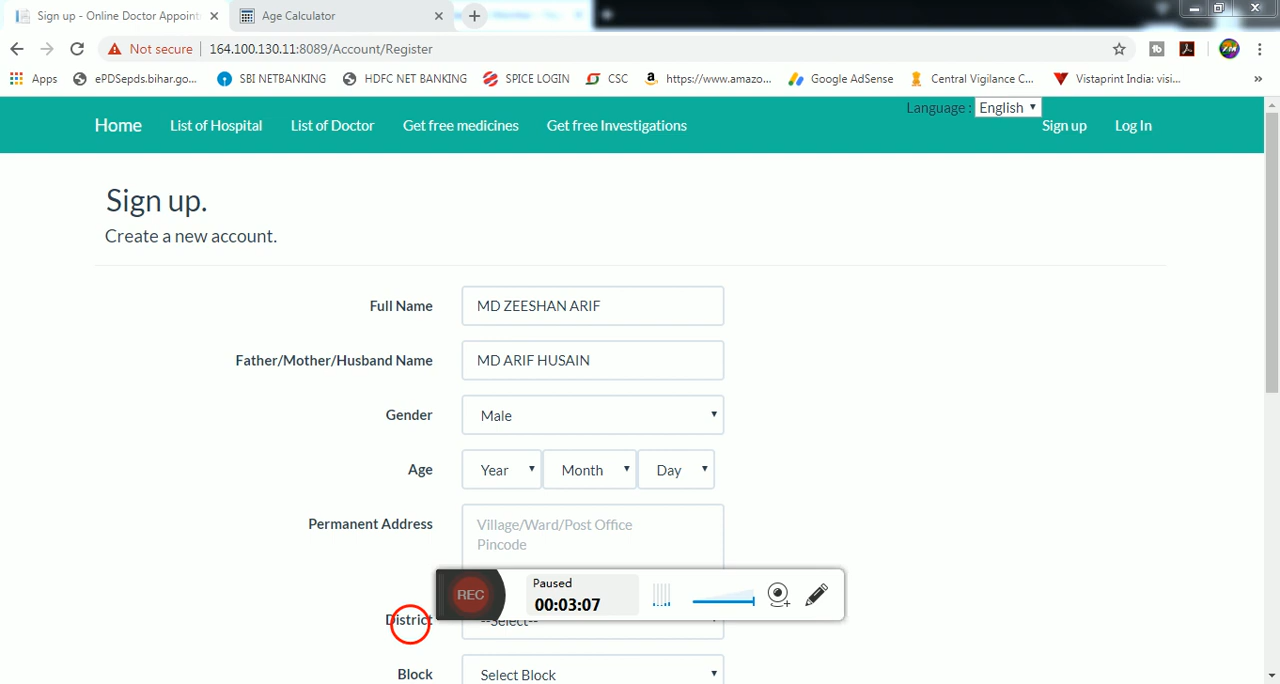 Sign up - Online Doctor Appoint
Age Calculator
Not secure
164.100.130.11:8089/Account/Register
Apps
ePDSepds.bihar.go...
SBI NETBANKING
HDFC NET BANKING
SPICE LOGIN
CSC
https://www.amazo...
Google AdSense
Central Vigilance C...
Vistaprint India: visi...
»
Language : English
Home
List of Hospital
List of Doctor
Get free medicines
Get free Investigations
Sign up
Log In
Sign up.
Create a new account.
Full Name
MD ZEESHAN ARIF
Father/Mother/Husband Name
MD ARIF HUSAIN
Gender
Male
Age
Year
Month
Day
Permanent Address
Village/Ward/Post Office
Pincode
REC
Paused
00:03:07
District
--Select--
Block
Select Block